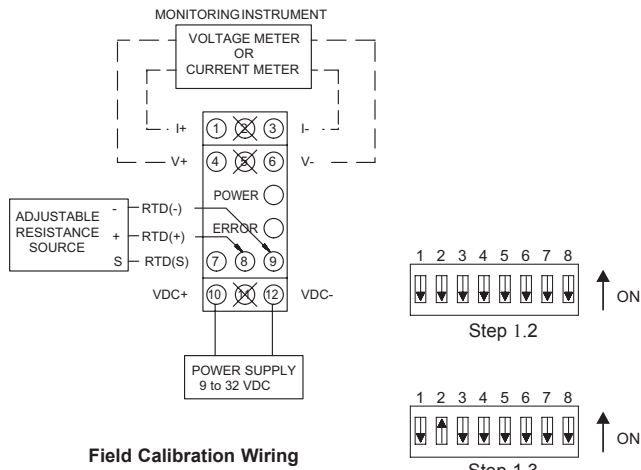 MONITORING INSTRUMENT
VOLTAGE METER
OR
CURRENT METER
I+ 1 2 3 I-
V+ 4 5 6 V-
POWER
ERROR
ADJUSTABLE
RESISTANCE
SOURCE
- RTD(-)
+ RTD(+)
S RTD(S)
7 8 9
VDC+ 10 11 12 VDC-
POWER SUPPLY
9 to 32 VDC
Field Calibration Wiring
1 2 3 4 5 6 7 8
ON
Step 1.2
1 2 3 4 5 6 7 8
ON
Step 1.3